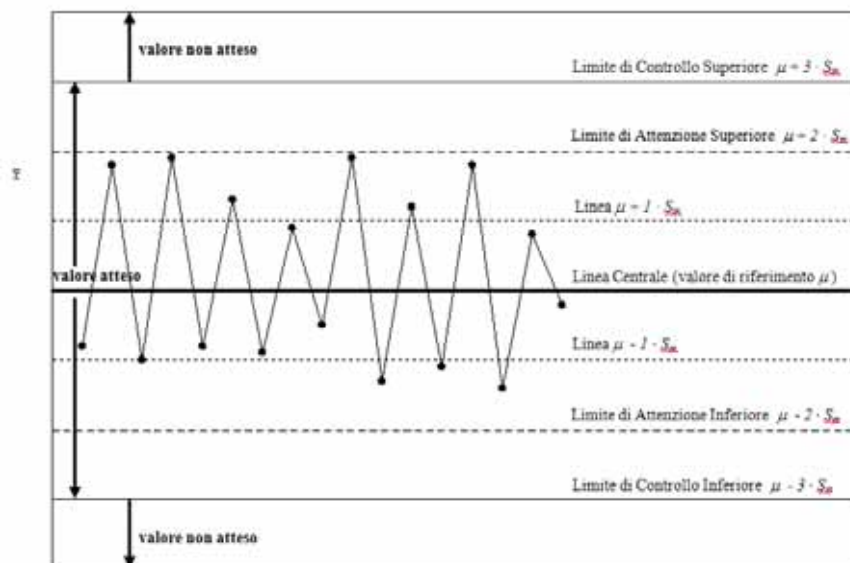 valore non atteso
Limite di Controllo Superiore μ + 3 · Sm
Limite di Attenzione Superiore μ + 2 · Sm
Linea μ + 1 · Sm
valore atteso
Linea Centrale (valore di riferimento μ)
Linea μ - 1 · Sm
Limite di Attenzione Inferiore μ - 2 · Sm
Limite di Controllo Inferiore μ - 3 · Sm
valore non atteso